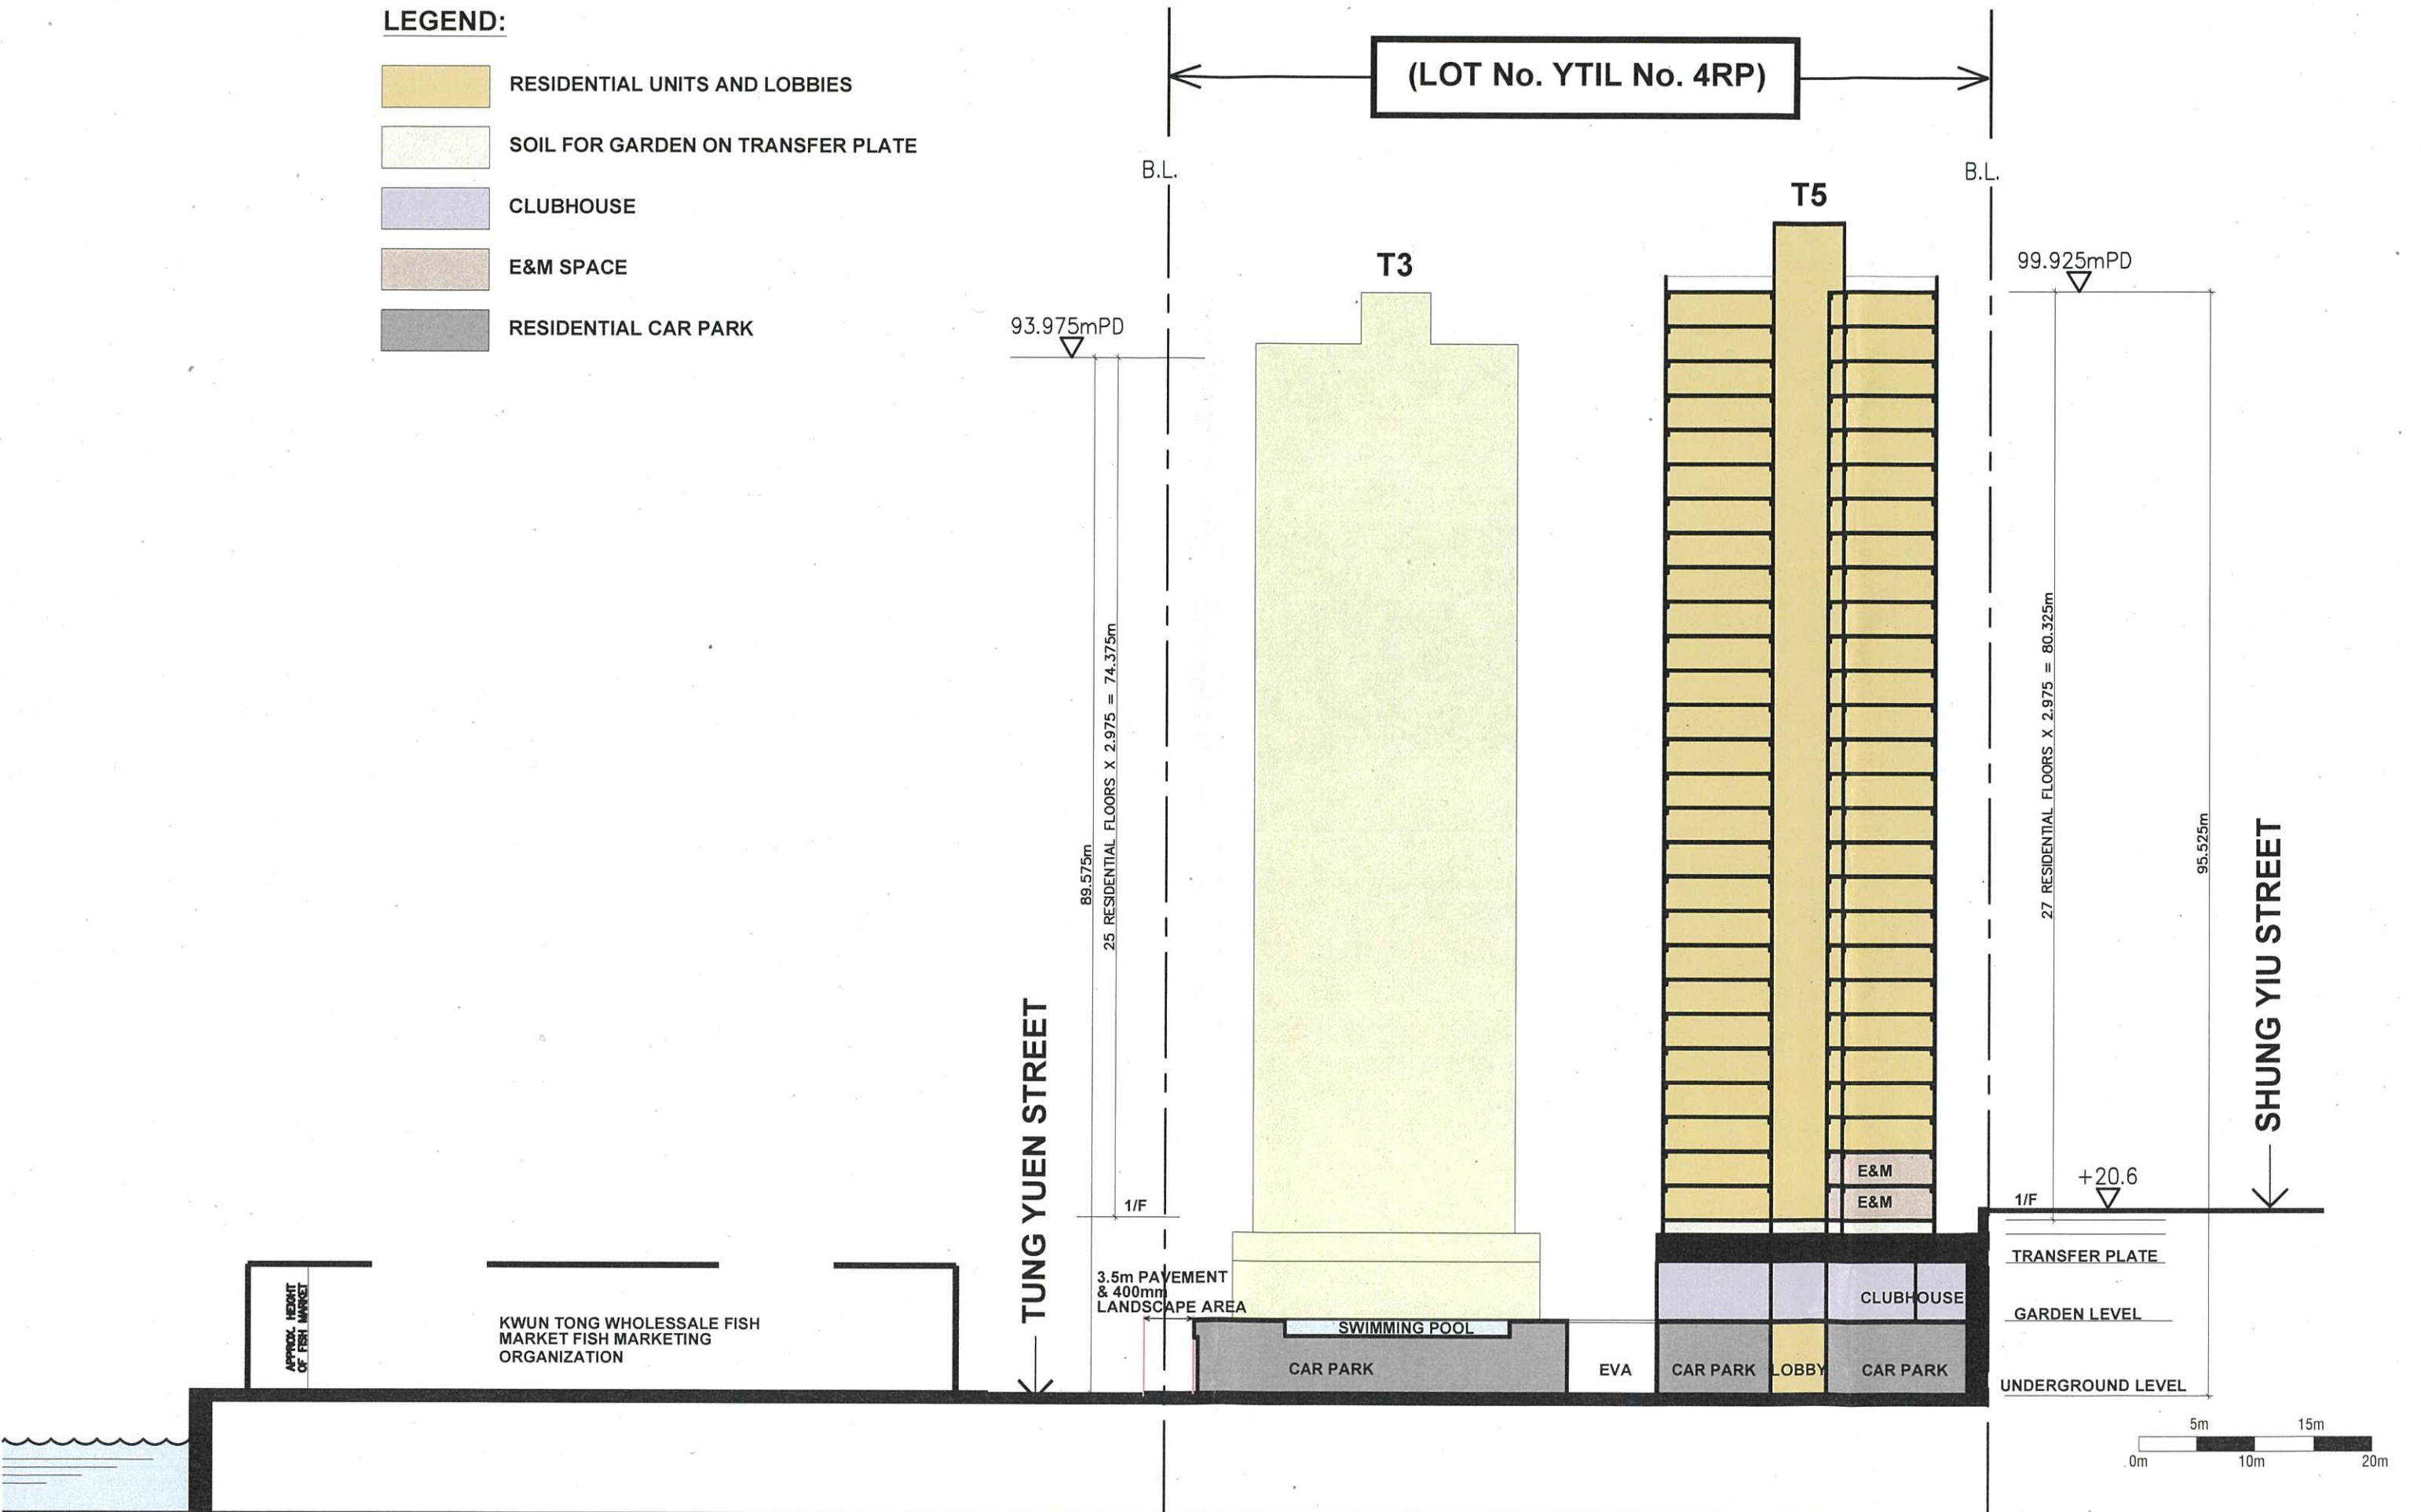 LEGEND:
RESIDENTIAL UNITS AND LOBBIES
SOIL FOR GARDEN ON TRANSFER PLATE
CLUBHOUSE
E&M SPACE
RESIDENTIAL CAR PARK
(LOT No. YTIL No. 4RP)
B.L.
B.L.
T5
T3
99.925mPD
93.975mPD
89.575m
25 RESIDENTIAL FLOORS X 2.975 = 74.375m
27 RESIDENTIAL FLOORS X 2.975 = 80.325m
95.525m
TUNG YUEN STREET
SHUNG YIU STREET
E&M
E&M
+20.6
1/F
1/F
TRANSFER PLATE
3.5m PAVEMENT
& 400mm
LANDSCAPE AREA
CLUBHOUSE
GARDEN LEVEL
APPROX. HEIGHT
OF FISH MARKET
KWUN TONG WHOLESSALE FISH
MARKET FISH MARKETING
ORGANIZATION
SWIMMING POOL
CAR PARK
EVA
CAR PARK
LOBBY
CAR PARK
UNDERGROUND LEVEL
5m
15m
0m
10m
20m